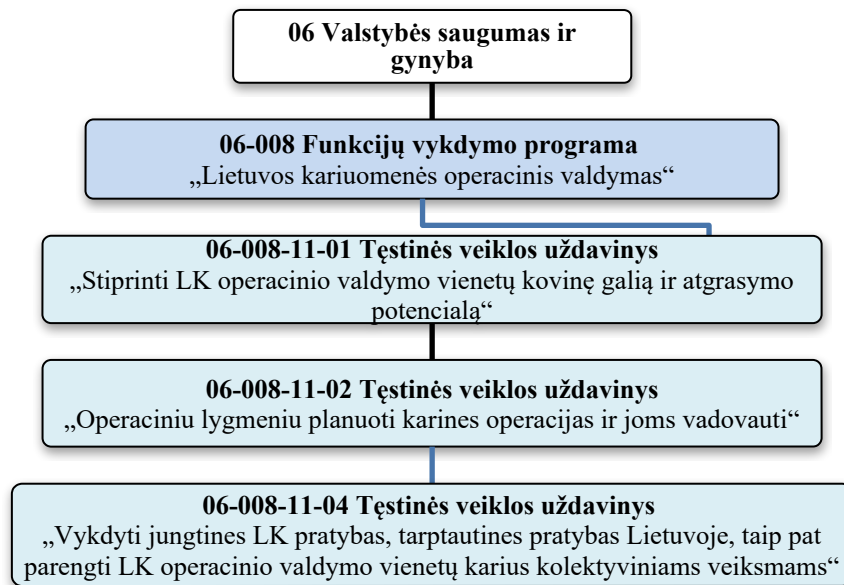 06 Valstybės saugumas ir
gynyba
06-008 Funkcijų vykdymo programa
„Lietuvos kariuomenės operacinis valdymas“
06-008-11-01 Tęstinės veiklos uždavinys
„Stiprinti LK operacinio valdymo vienetų kovinę galią ir atgrasymo
potencialą“
06-008-11-02 Tęstinės veiklos uždavinys
„Operaciniu lygmeniu planuoti karines operacijas ir joms vadovauti“
06-008-11-04 Tęstinės veiklos uždavinys
„Vykdyti jungtines LK pratybas, tarptautines pratybas Lietuvoje, taip pat
parengti LK operacinio valdymo vienetų karius kolektyviniams veiksmams“